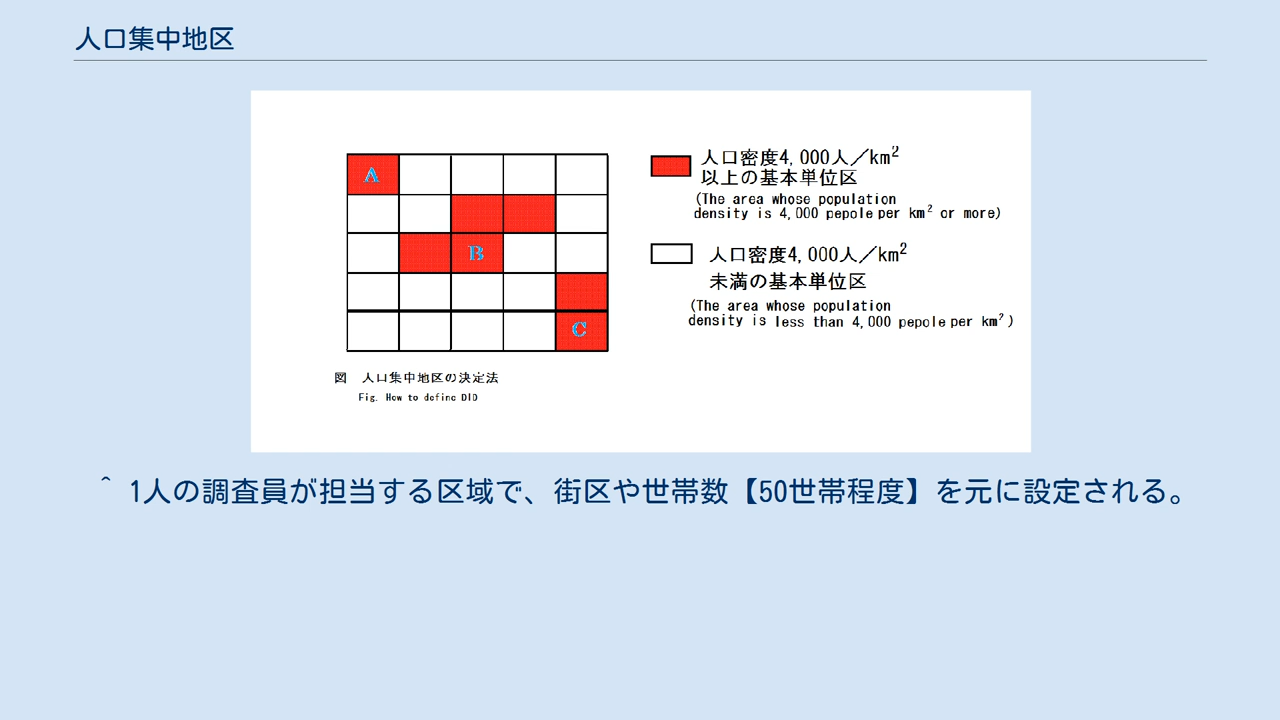 人口集中地区
A
B
C
人口密度4,000人／km²
以上の基本単位区
(The area whose population
density is 4,000 pepole per km² or more)
人口密度4,000人／km²
未満の基本単位区
(The area whose population
density is less than 4,000 pepole per km²)
図 人口集中地区の決定法
Fig. How to define DID
^ 1人の調査員が担当する区域で、街区や世帯数【50世帯程度】を元に設定される。